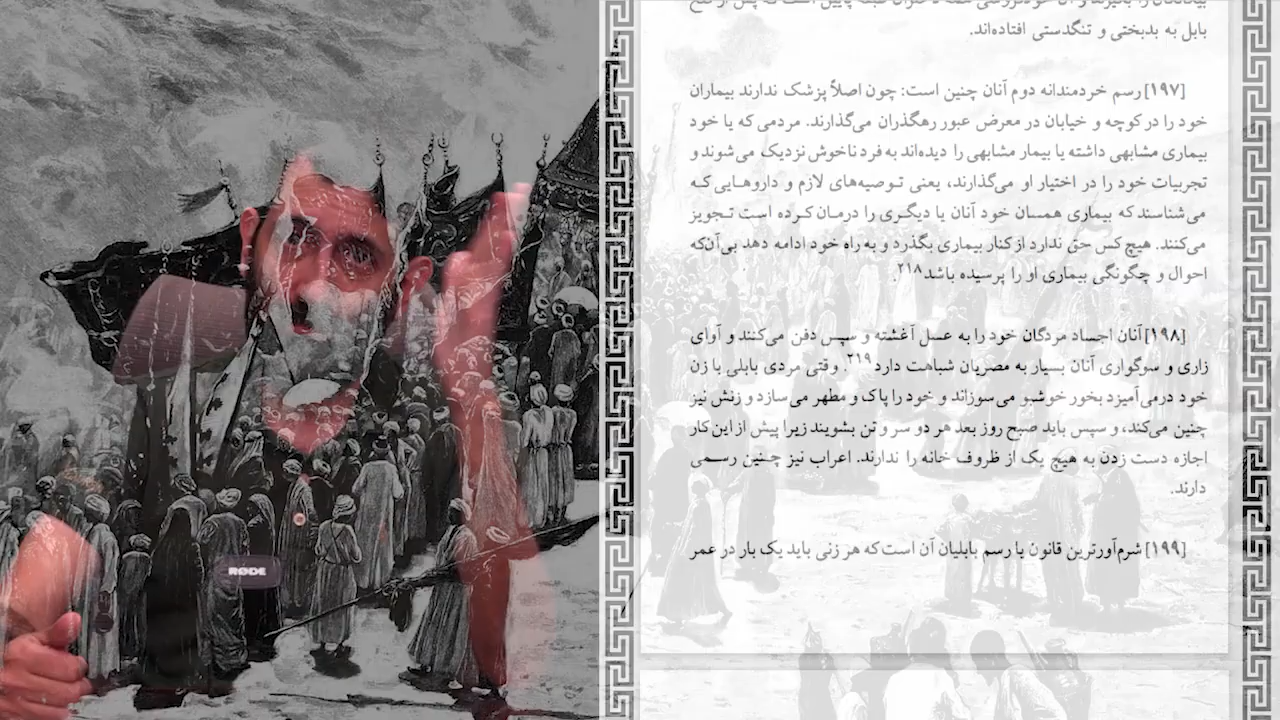 بابل به بدبختی و تنگدستی افتاده‌اند.
[۱۹۷] رسم خردمندانه دوم آنان چنین است: چون اصلاً پزشک ندارند بیماران
خود را در کوچه و خیابان در معرض عبور رهگذران می‌گذارند. مردمی که یا خود
بیماری مشابهی داشته یا بیمار مشابهی را دیده‌اند به فرد ناخوش نزدیک می‌شوند و
تجربیات خود را در اختیار او می‌گذارند، یعنی توصیه‌های لازم و داروهایی که
می‌شناسند که بیماری همسان خود آنان یا دیگری را درمان کرده است تجویز
می‌کنند. هیچ کس حق ندارد از کنار بیماری بگذرد و به راه خود ادامه دهد بی‌آن‌که
احوال و چگونگی بیماری او را پرسیده باشد۲۱۸.
[۱۹۸] آنان اجساد مردگان خود را به عسل آغشته و سپس دفن می‌کنند و آوای
زاری و سوگواری آنان بسیار به مصریان شباهت دارد۲۱۹. وقتی مردی بابلی با زن
خود درمی‌آمیزد بخور خوشبو می‌سوزاند و خود را پاک و مطهر می‌سازد و زنش نیز
چنین می‌کند، و سپس باید صبح روز بعد هر دو سر و تن بشویند زیرا پیش از این کار
اجازه دست زدن به هیچ یک از ظروف خانه را ندارند. اعراب نیز چنین رسمی
دارند.
[۱۹۹] شرم‌آورترین قانون یا رسم بابلیان آن است که هر زنی باید یک بار در عمر
RØDE